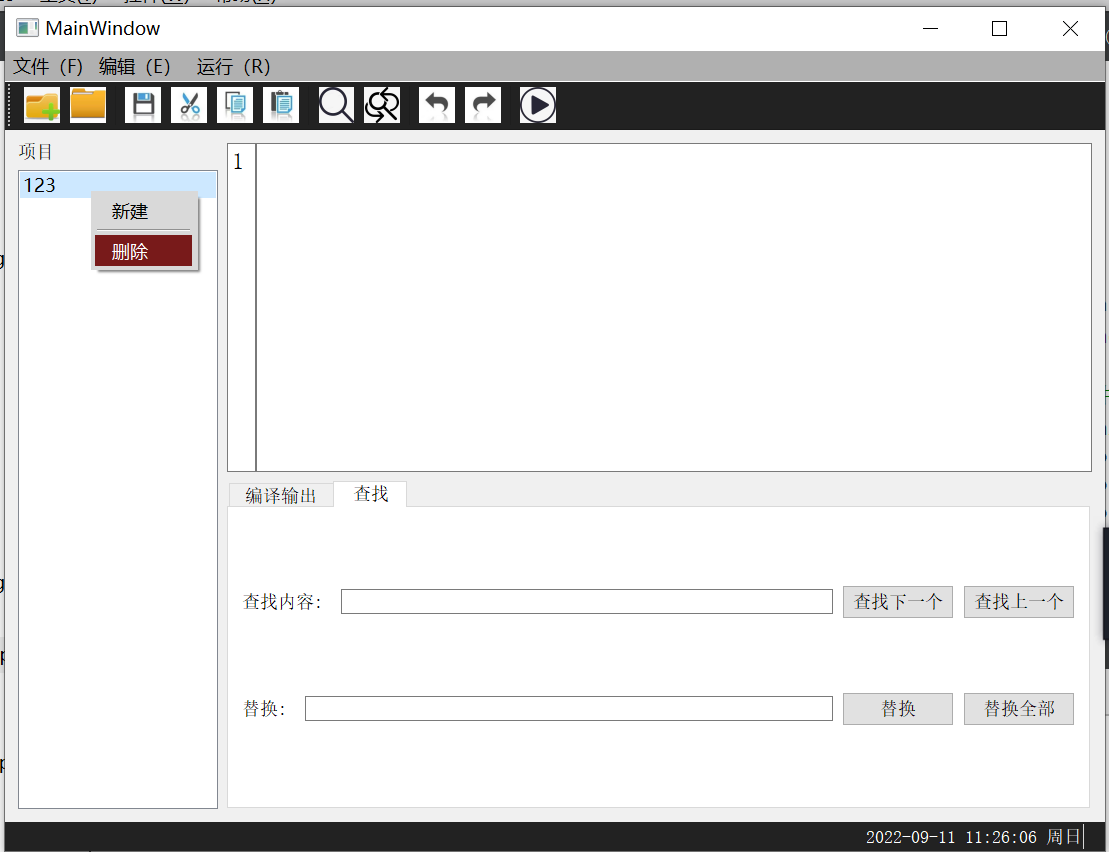 MainWindow
文件（F） 编辑（E） 运行（R）
项目
123
新建
删除
1
编译输出 查找
查找内容： 查找下一个 查找上一个
替换： 替换 替换全部
2022-09-11 11:26:06 周日